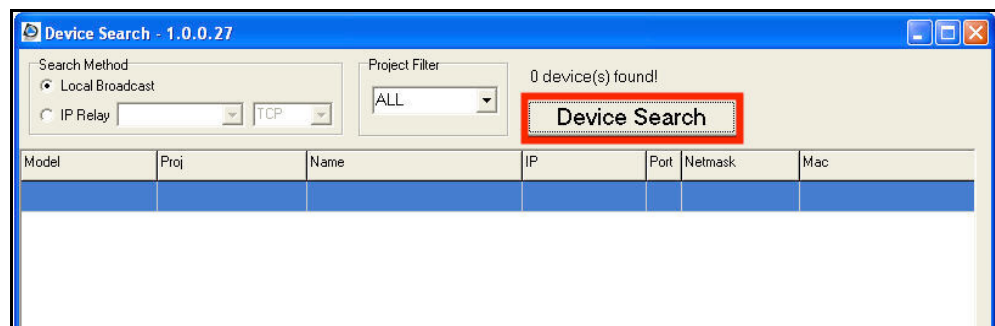 Device Search - 1.0.0.27
Search Method
Local Broadcast
IP Relay
TCP
Project Filter
ALL
0 device(s) found!
Device Search
Model Proj Name IP Port Netmask Mac